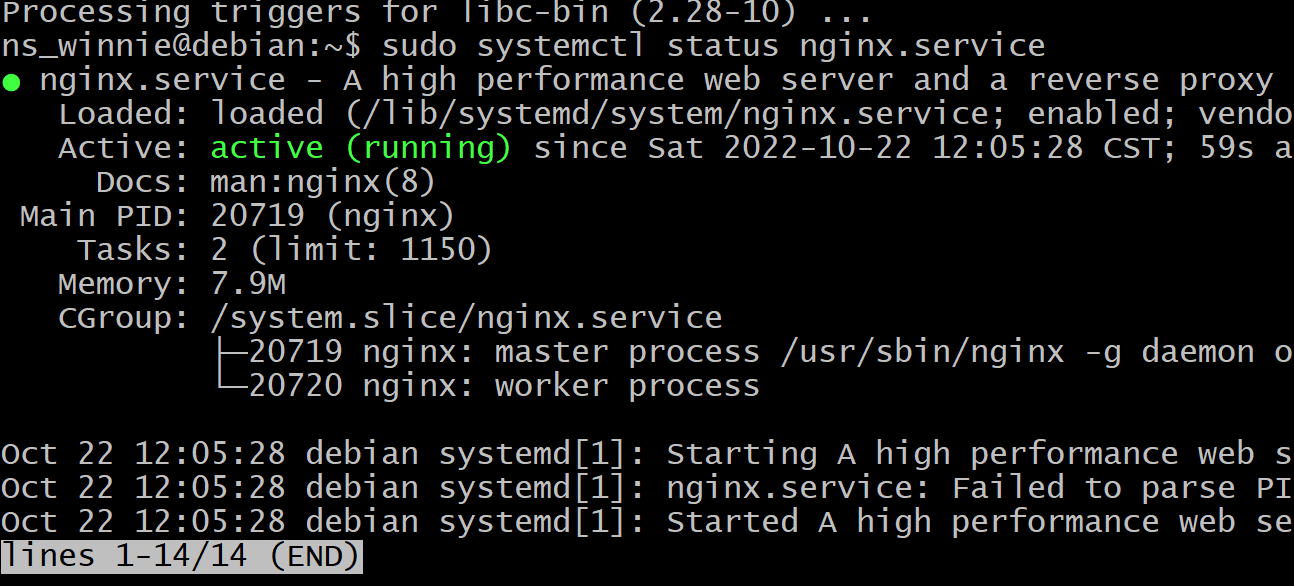 Processing triggers for libc-bin (2.28-10) ...
ns_winnie@debian:~$ sudo systemctl status nginx.service
● nginx.service - A high performance web server and a reverse proxy
   Loaded: loaded (/lib/systemd/system/nginx.service; enabled; vendo
   Active: active (running) since Sat 2022-10-22 12:05:28 CST; 59s a
     Docs: man:nginx(8)
 Main PID: 20719 (nginx)
    Tasks: 2 (limit: 1150)
   Memory: 7.9M
   CGroup: /system.slice/nginx.service
           ├─20719 nginx: master process /usr/sbin/nginx -g daemon o
           └─20720 nginx: worker process

Oct 22 12:05:28 debian systemd[1]: Starting A high performance web s
Oct 22 12:05:28 debian systemd[1]: nginx.service: Failed to parse PI
Oct 22 12:05:28 debian systemd[1]: Started A high performance web se
lines 1-14/14 (END)